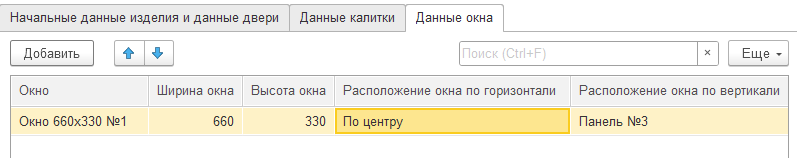 Начальные данные изделия и данные двери Данные калитки Данные окна
Добавить Поиск (Ctrl+F) × Еще
Окно Ширина окна Высота окна Расположение окна по горизонтали Расположение окна по вертикали
Окно 660x330 №1 660 330 По центру Панель №3